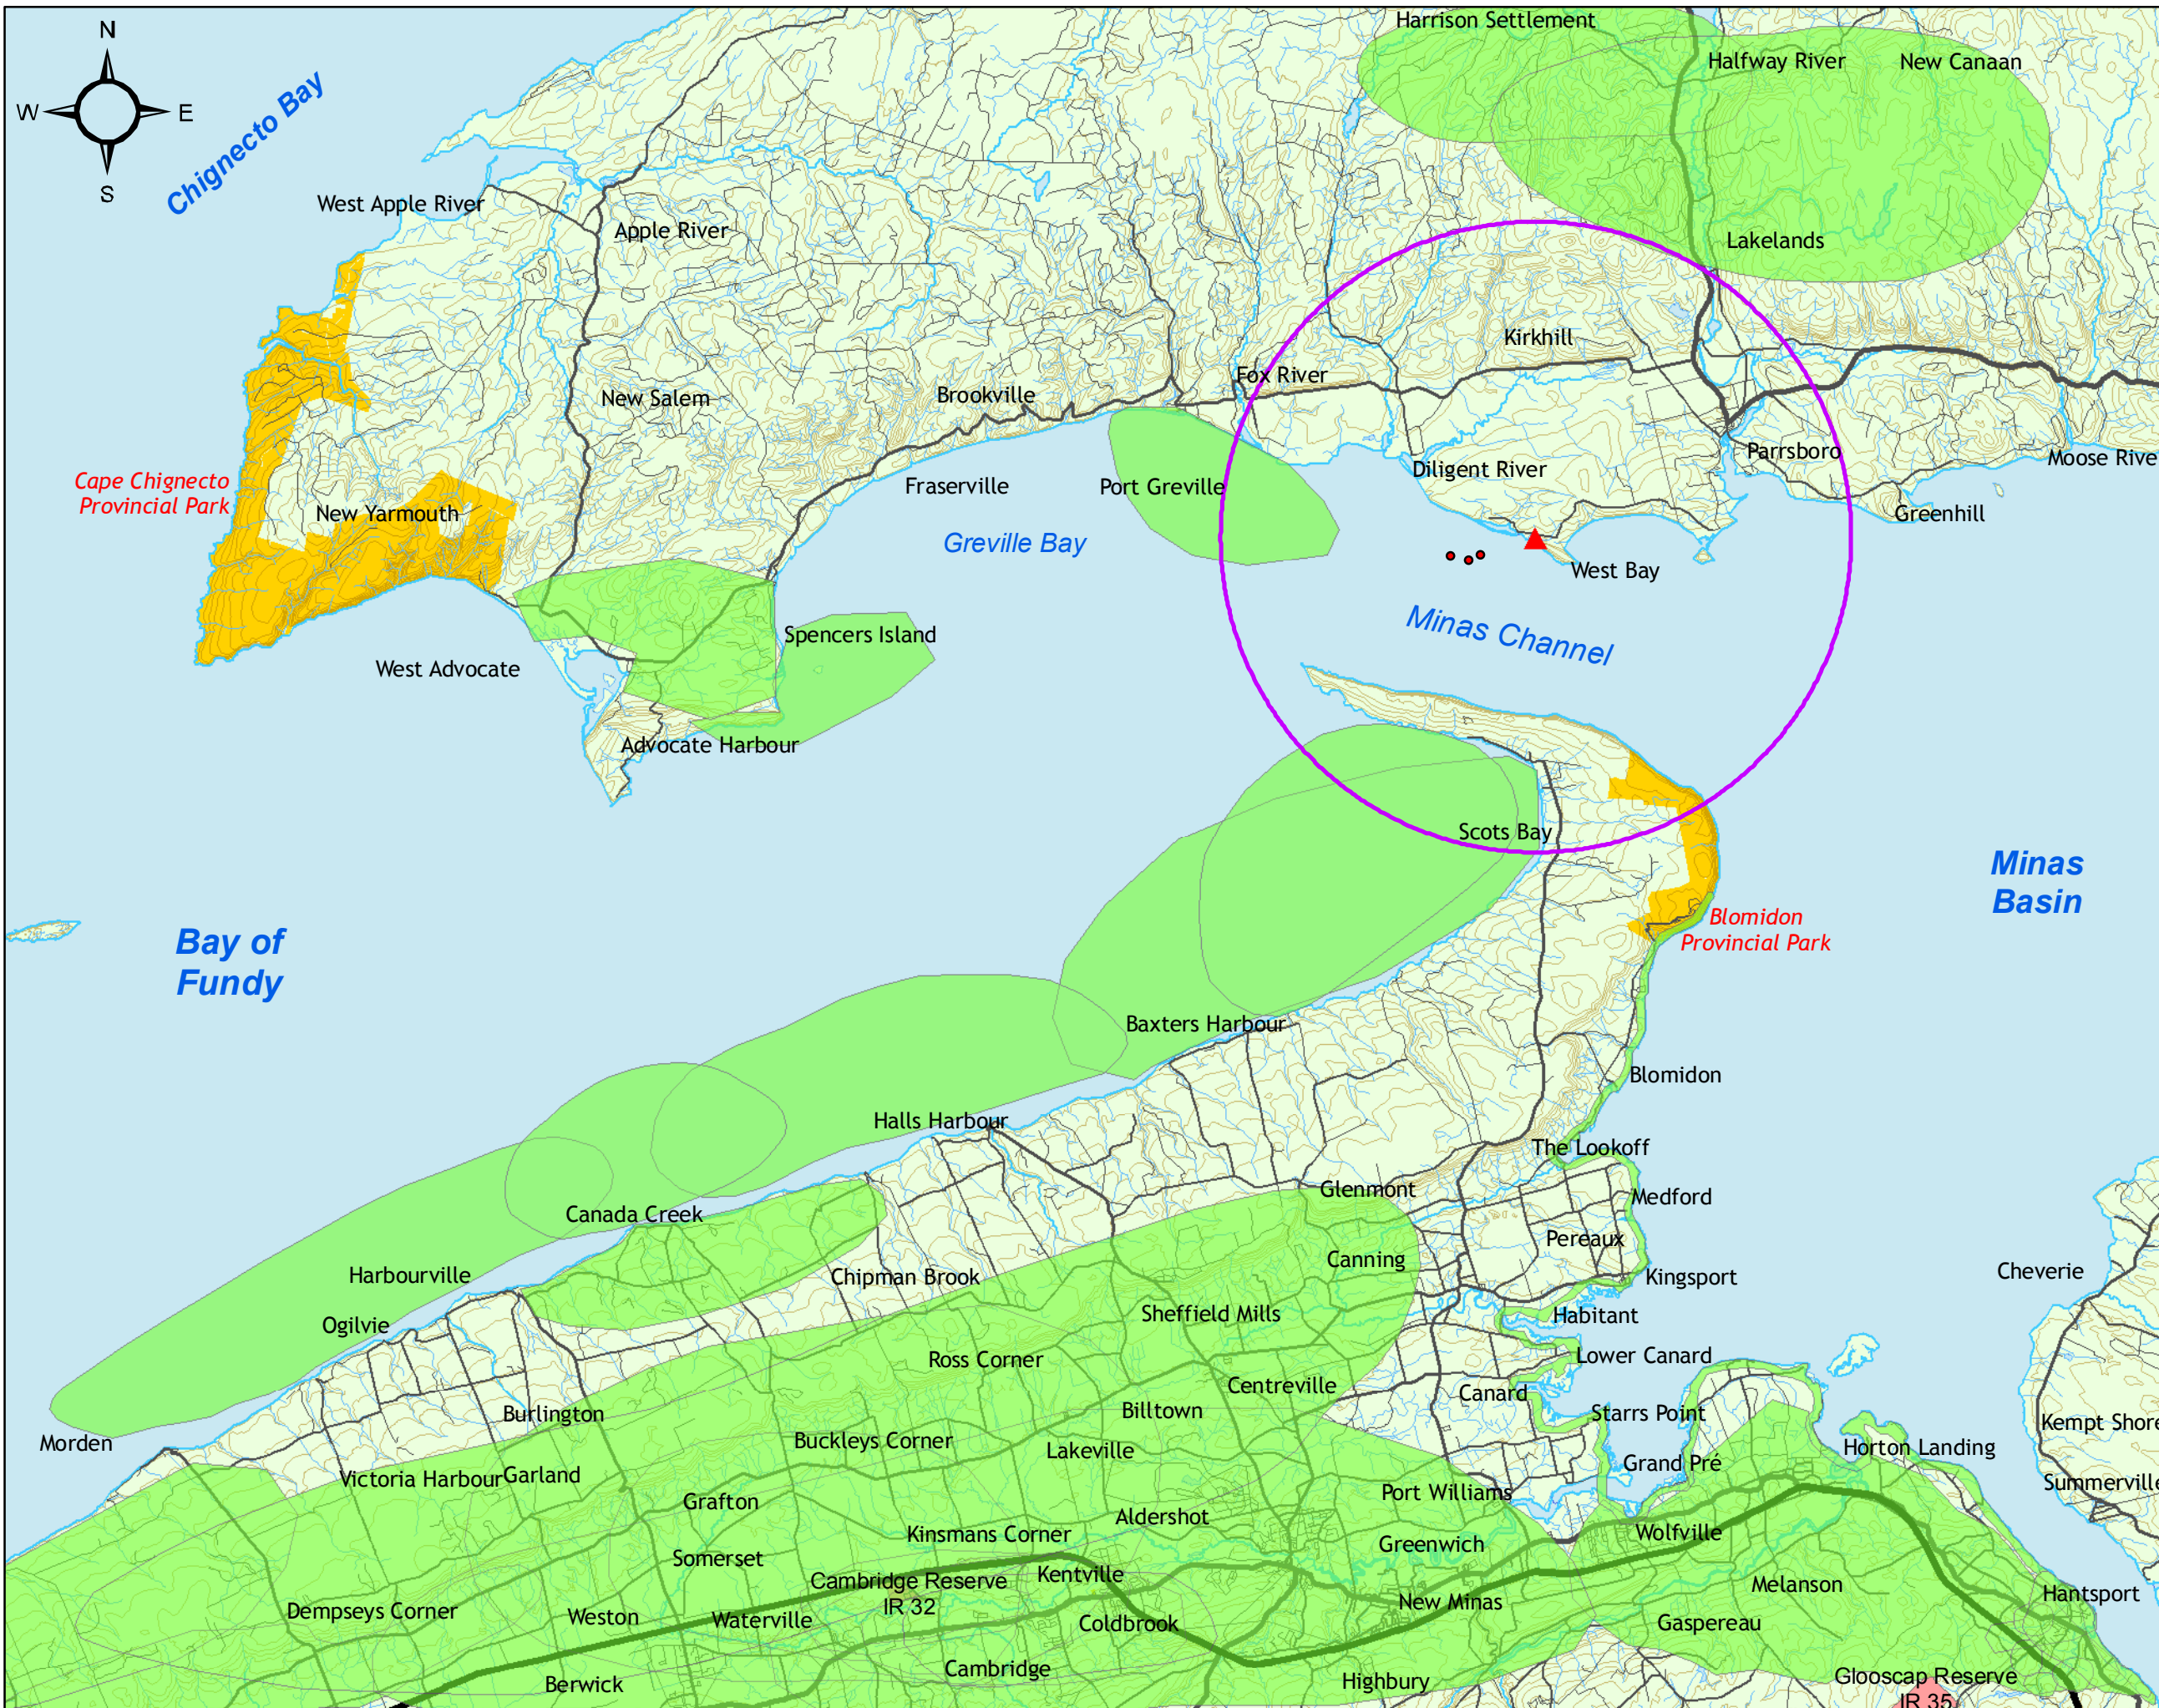 Harrison Settlement
N
Halfway River
New Canaan
Chignecto Bay
W
E
S
West Apple River
Apple River
Lakelands
Kirkhill
Fox River
New Salem
Brookville
Parrsboro
Moose Rive
Diligent River
Cape Chignecto
Provincial Park
Fraserville
Port Greville
New Yarmouth
Greenhill
Greville Bay
West Bay
Minas Channel
Spencers Island
West Advocate
Advocate Harbour
Scots Bay
Minas
Basin
Blomidon
Provincial Park
Bay of
Fundy
Baxters Harbour
Blomidon
Halls Harbour
The Lookoff
Glenmont
Medford
Canada Creek
Pereaux
Canning
Harbourville
Chipman Brook
Kingsport
Cheverie
Sheffield Mills
Habitant
Ogilvie
Ross Corner
Lower Canard
Centreville
Canard
Billtown
Burlington
Starrs Point
Kempt Shore
Morden
Buckleys Corner
Lakeville
Horton Landing
Grand Pré
Victoria Harbour
Garland
Summerville
Port Williams
Grafton
Aldershot
Kinsmans Corner
Wolfville
Greenwich
Somerset
Kentville
Cambridge Reserve
IR 32
Melanson
Hantsport
New Minas
Dempseys Corner
Weston
Waterville
Coldbrook
Gaspereau
Cambridge
Berwick
Highbury
Glooscap Reserve
IR 35